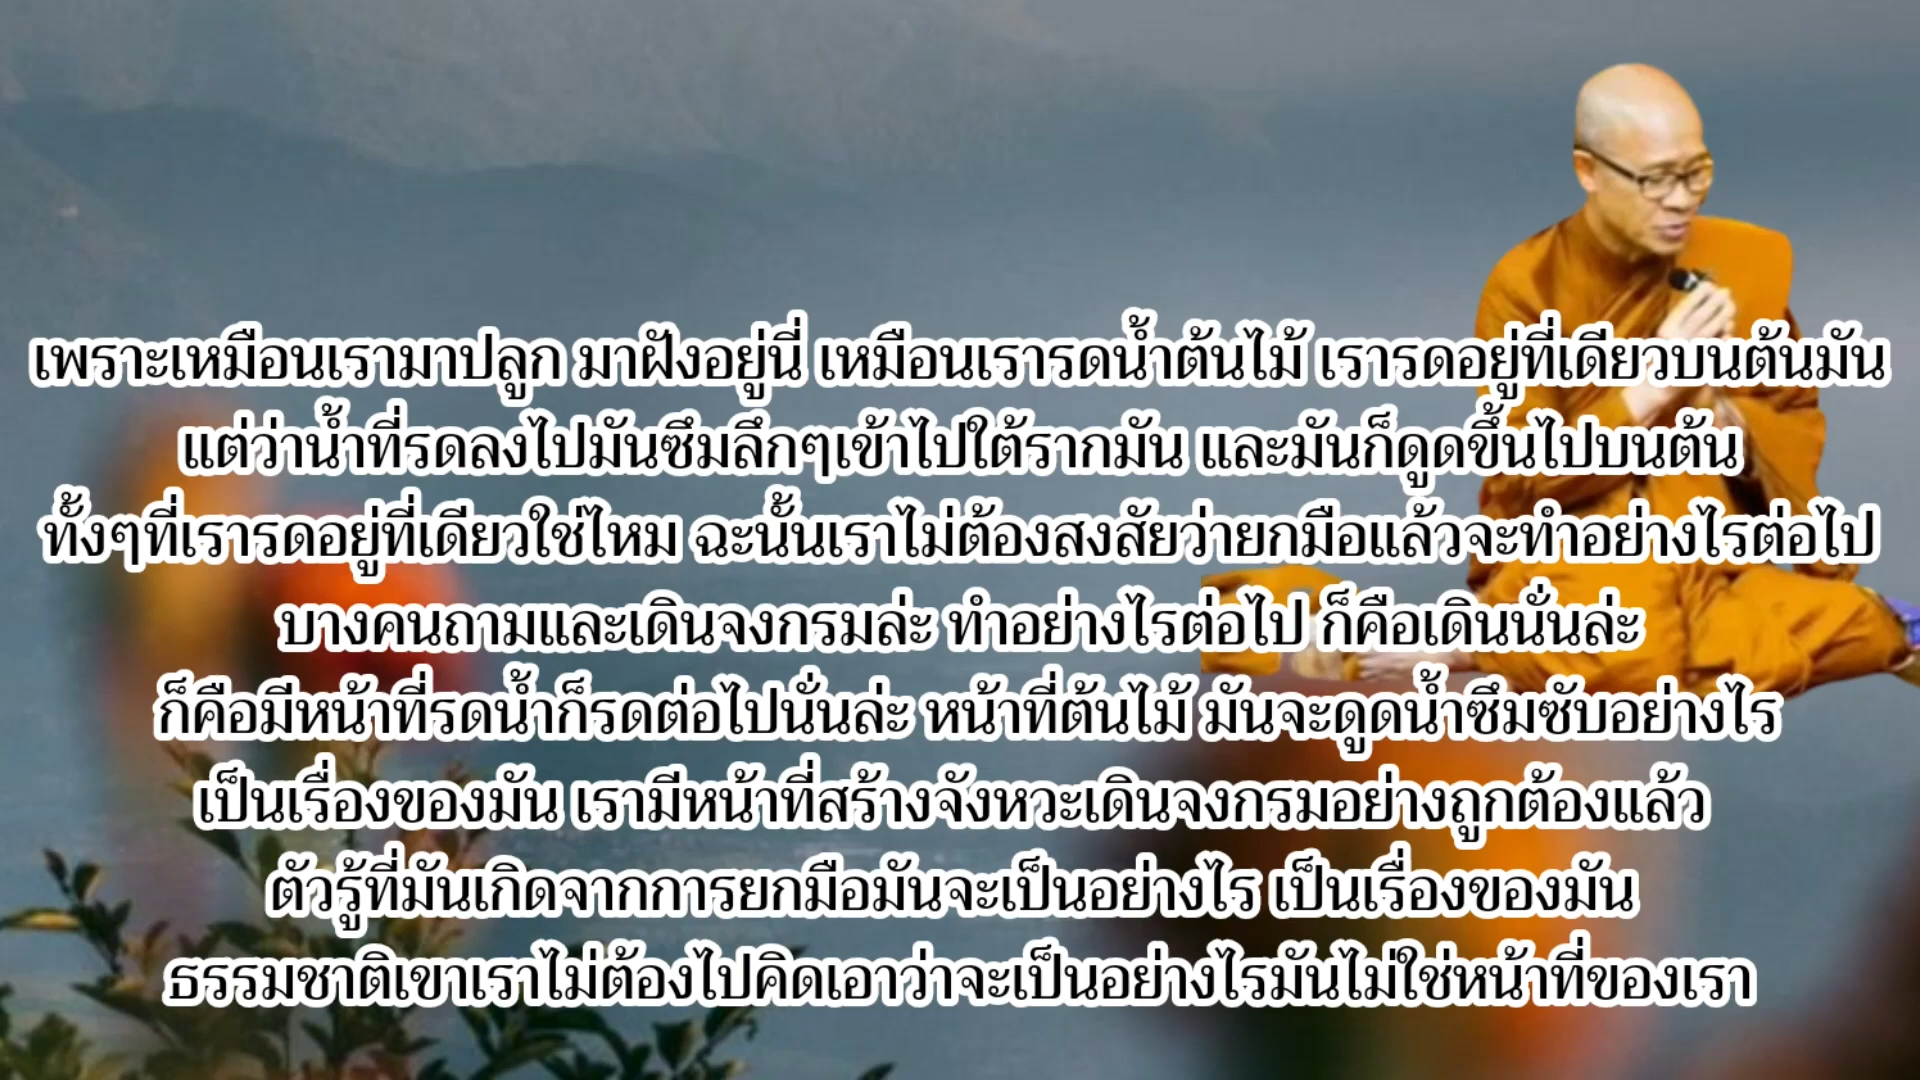 เพราะเหมือนเรามาปลูก มาฝังอยู่นี่ เหมือนเรารดน้ำต้นไม้ เรารดอยู่ที่เดียวบนต้นมัน
แต่ว่าน้ำที่รดลงไปมันซึมลึกๆเข้าไปใต้รากมัน และมันก็ดูดขึ้นไปบนต้น
ทั้งๆที่เรารดอยู่ที่เดียวใช่ไหม ฉะนั้นเราไม่ต้องสงสัยว่ายกมือแล้วจะทำอย่างไรต่อไป
บางคนถามและเดินจงกรมล่ะ ทำอย่างไรต่อไป ก็คือเดินนั่นล่ะ
ก็คือมีหน้าที่รดน้ำก็รดต่อไปนั่นล่ะ หน้าที่ต้นไม้ มันจะดูดน้ำซึมซับอย่างไร
เป็นเรื่องของมัน เรามีหน้าที่สร้างจังหวะเดินจงกรมอย่างถูกต้องแล้ว
ตัวรู้ที่มันเกิดจากการยกมือมันจะเป็นอย่างไร เป็นเรื่องของมัน
ธรรมชาติเขาเราไม่ต้องไปคิดเอาว่าจะเป็นอย่างไรมันไม่ใช่หน้าที่ของเรา